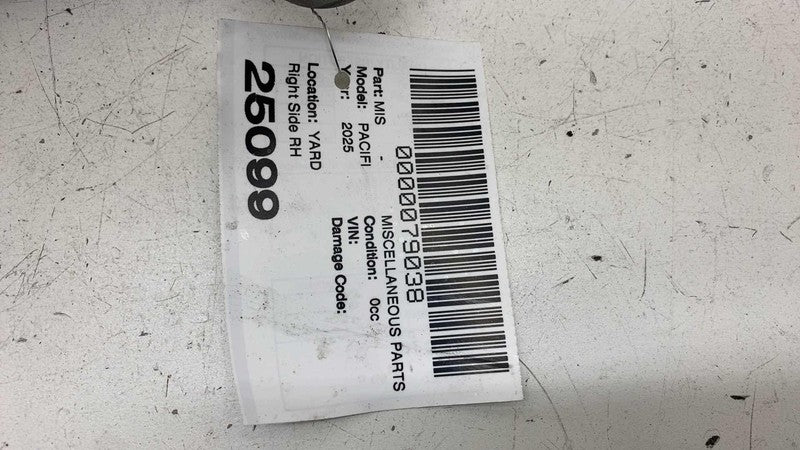 0000079038
Part: MIS - MISCELLANEOUS PARTS
Model: PACIFI Condition: 0cc
Year: 2025 VIN:
Damage Code:
Location: YARD
Right Side RH
25099